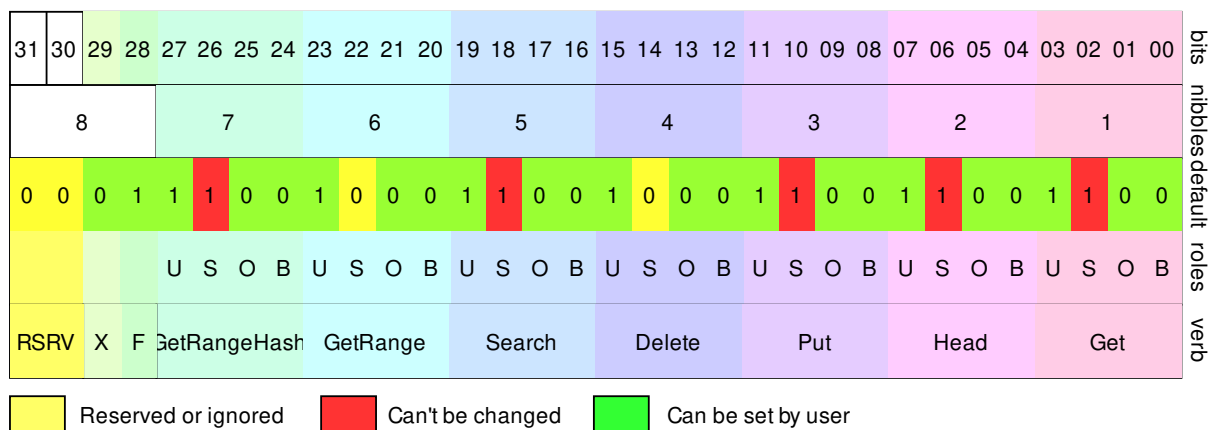 31 30 29 28 27 26 25 24 23 22 21 20 19 18 17 16 15 14 13 12 11 10 09 08 07 06 05 04 03 02 01 00 bits
8 7 6 5 4 3 2 1 nibbles
0 0 0 1 1 1 0 0 1 0 0 0 1 1 0 0 1 0 0 0 1 1 0 0 1 1 0 0 1 1 0 0 default
U S O B U S O B U S O B U S O B U S O B U S O B U S O B roles
RSRV X F GetRangeHash GetRange Search Delete Put Head Get verb
Reserved or ignored Can't be changed Can be set by user